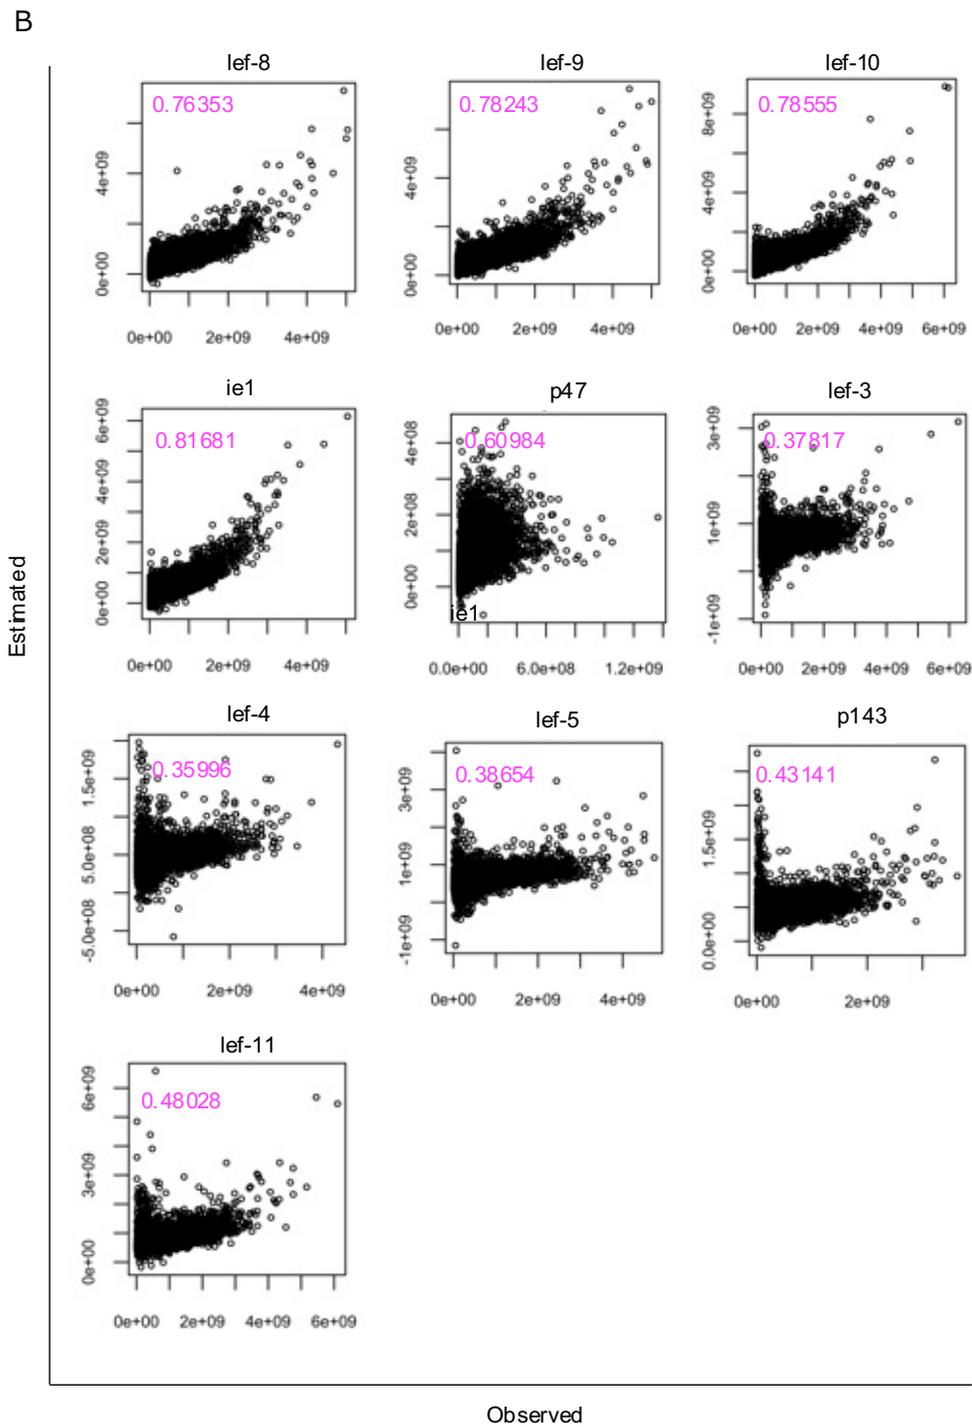 B
lef-8
0.76353
0e+00
4e+09
0e+00 2e+09 4e+09
lef-9
0.78243
0e+00
4e+09
0e+00 2e+09 4e+09
lef-10
0.78555
0e+00
4e+09
8e+09
0e+00 2e+09 4e+09 6e+09
ie1
0.81681
0e+00
2e+09
4e+09
6e+09
0e+00 2e+09 4e+09
p47
0.60984
0e+00
2e+08
4e+08
ie1
0.0e+00 6.0e+08 1.2e+09
lef-3
0.37817
-1e+09
1e+09
3e+09
0e+00 2e+09 4e+09 6e+09
lef-4
0.35996
-5.0e+08
5.0e+08
1.5e+09
0e+00 2e+09 4e+09
lef-5
0.38654
-1e+09
1e+09
3e+09
0e+00 2e+09 4e+09
p143
0.43141
0.0e+00
1.5e+09
0e+00 2e+09
lef-11
0.48028
0e+00
3e+09
6e+09
0e+00 2e+09 4e+09 6e+09
Estimated
Observed